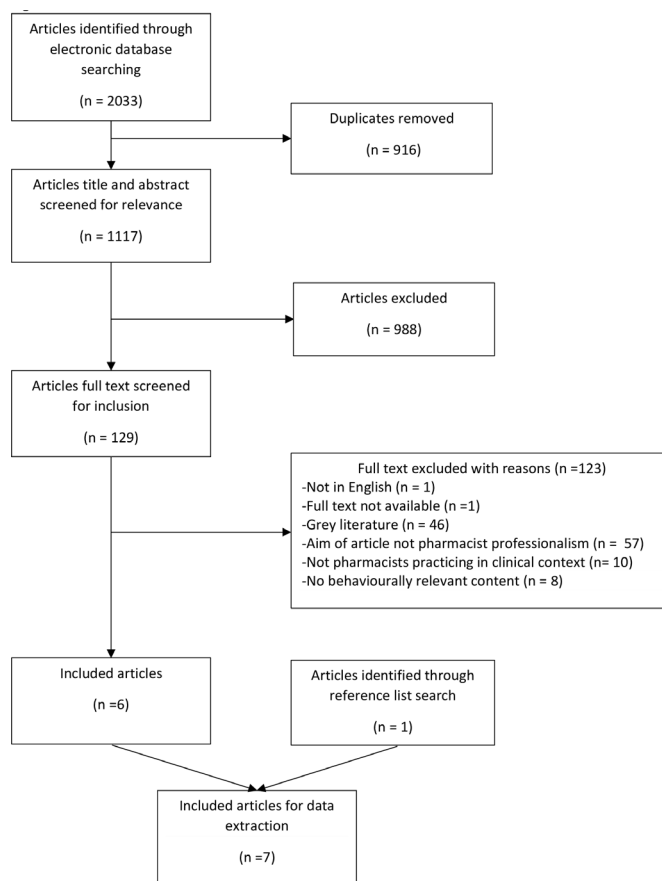 Articles identified through
electronic database
searching
(n = 2033)
Duplicates removed
(n = 916)
Articles title and abstract
screened for relevance
(n = 1117)
Articles excluded
(n = 988)
Articles full text screened
for inclusion
(n = 129)
Full text excluded with reasons (n =123)
-Not in English (n = 1)
-Full text not available (n =1)
-Grey literature (n = 46)
-Aim of article not pharmacist professionalism (n = 57)
-Not pharmacists practicing in clinical context (n= 10)
-No behaviourally relevant content (n = 8)
Included articles
(n =6)
Articles identified through
reference list search
(n = 1)
Included articles for data
extraction
(n =7)